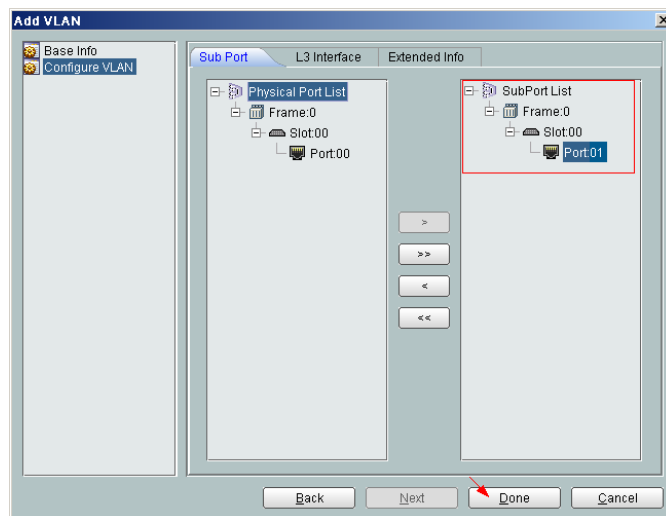 Add VLAN
Base Info
Configure VLAN
Sub Port
L3 Interface
Extended Info
Physical Port List
Frame:0
Slot:00
Port:00
>
>>
<
<<
SubPort List
Frame:0
Slot:00
Port:01
Back
Next
Done
Cancel